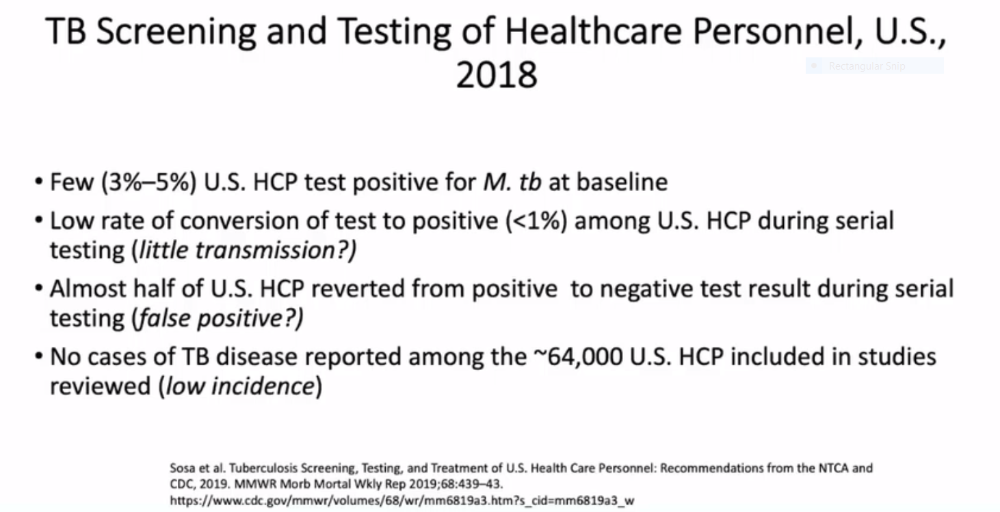 TB Screening and Testing of Healthcare Personnel, U.S.,
2018
Rectangular Snip
• Few (3%–5%) U.S. HCP test positive for M. tb at baseline
• Low rate of conversion of test to positive (<1%) among U.S. HCP during serial
testing (little transmission?)
• Almost half of U.S. HCP reverted from positive  to negative test result during serial
testing (false positive?)
• No cases of TB disease reported among the ~64,000 U.S. HCP included in studies
reviewed (low incidence)
Sosa et al. Tuberculosis Screening, Testing, and Treatment of U.S. Health Care Personnel: Recommendations from the NTCA and
CDC, 2019. MMWR Morb Mortal Wkly Rep 2019;68:439–43.
https://www.cdc.gov/mmwr/volumes/68/wr/mm6819a3.htm?s_cid=mm6819a3_w